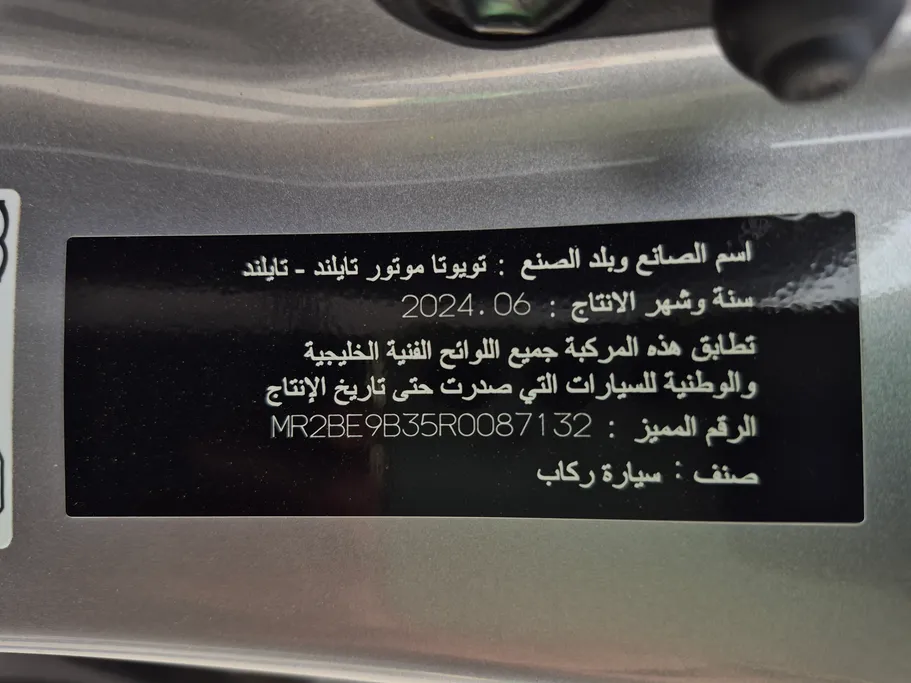 اسم الصانع وبلد الصنع : تويوتا موتور تايلند - تايلند
سنة وشهر الانتاج : 2024.06
تطابق هذه المركبة جميع اللوائح الفنية الخليجية
والوطنية للسيارات التي صدرت حتى تاريخ الإنتاج
الرقم المميز : MR2BE9B35R0087132
صنف : سيارة ركاب